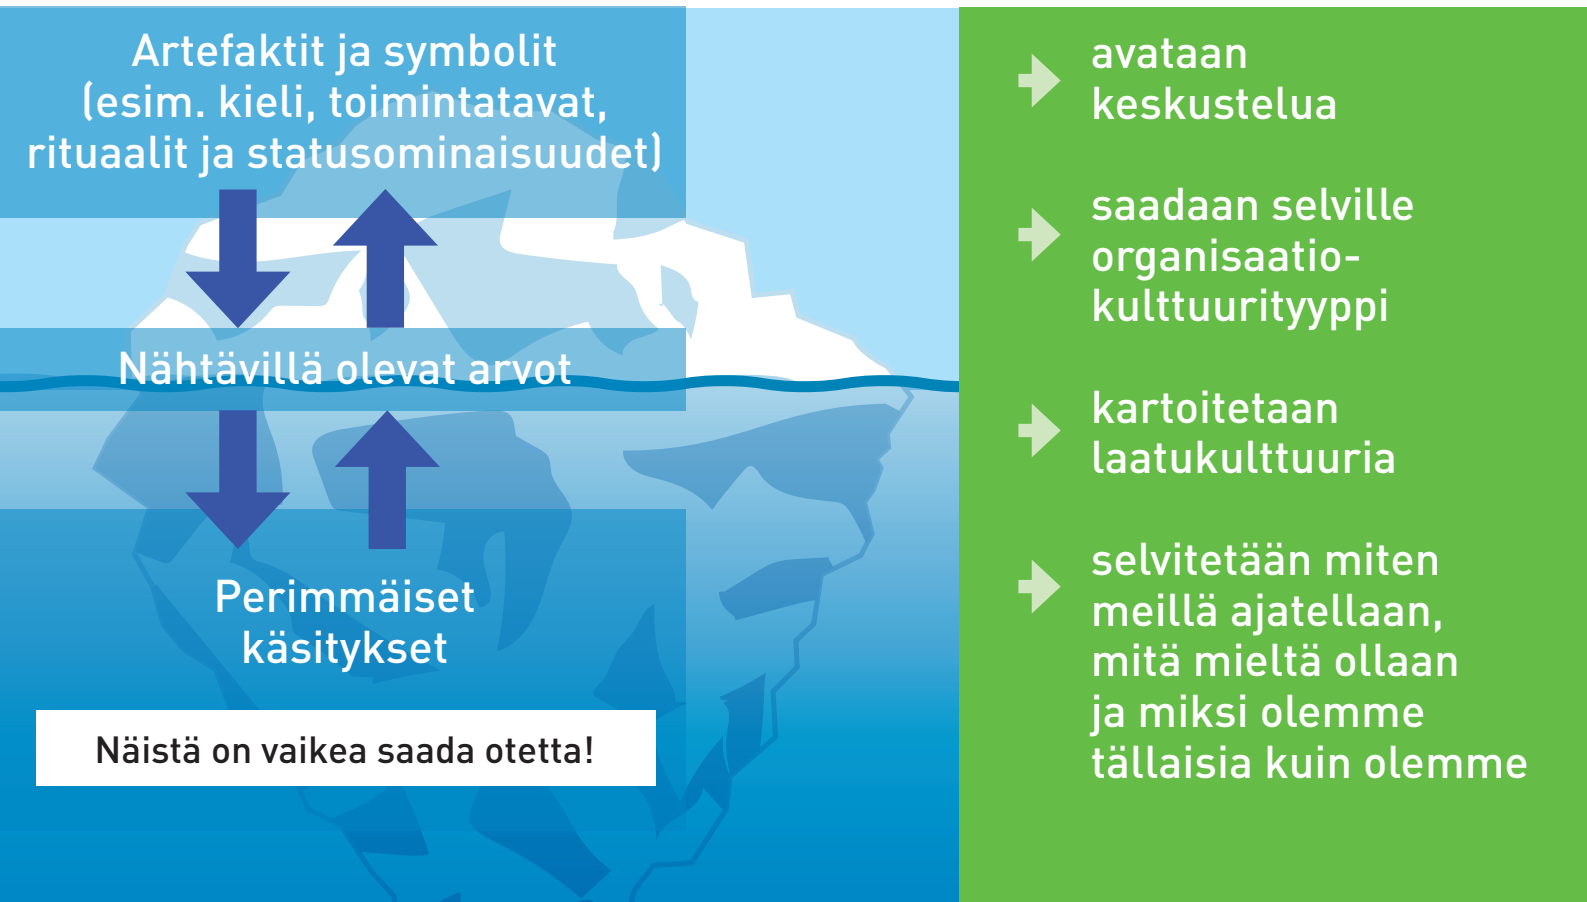 Artefaktit ja symbolit
(esim. kieli, toimintatavat,
rituaalit ja statusominaisuudet)
Nähtävillä olevat arvot
Perimmäiset
käsitykset
Näistä on vaikea saada otetta!
avataan
keskustelua
saadaan selville
organisaatio-
kulttuurityyppi
kartoitetaan
laatukulttuuria
selvitetään miten
meillä ajatellaan,
mitä mieltä ollaan
ja miksi olemme
tällaisia kuin olemme